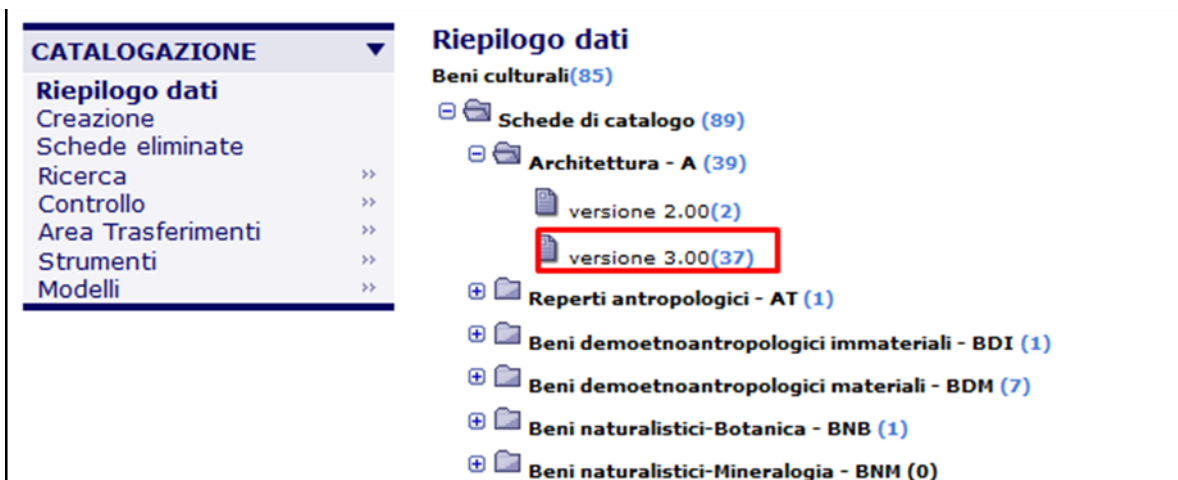 CATALOGAZIONE
Riepilogo dati
Creazione
Schede eliminate
Ricerca
Controllo
Area Trasferimenti
Strumenti
Modelli
Riepilogo dati
Beni culturali(85)
Schede di catalogo (89)
Architettura - A (39)
versione 2.00(2)
versione 3.00(37)
Reperti antropologici - AT (1)
Beni demoetnoantropologici immateriali - BDI (1)
Beni demoetnoantropologici materiali - BDM (7)
Beni naturalistici-Botanica - BNB (1)
Beni naturalistici-Mineralogia - BNM (0)